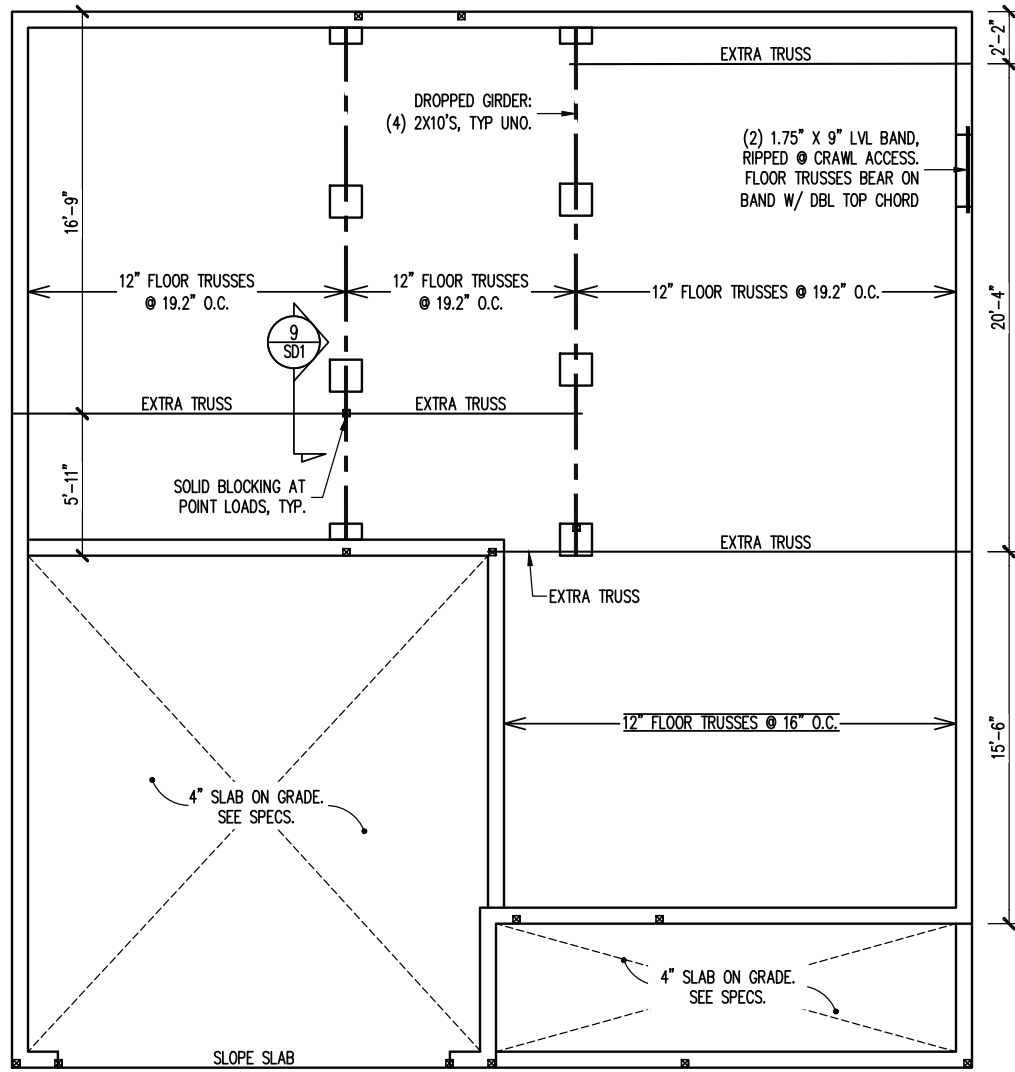 2'-2"
EXTRA TRUSS
DROPPED GIRDER:
(4) 2X10'S, TYP UNO.
(2) 1.75" X 9" LVL BAND,
RIPPED @ CRAWL ACCESS.
FLOOR TRUSSES BEAR ON
BAND W/ DBL TOP CHORD
16'-9"
12" FLOOR TRUSSES
@ 19.2" O.C.
12" FLOOR TRUSSES
@ 19.2" O.C.
12" FLOOR TRUSSES @ 19.2" O.C.
20'-4"
9
SD1
EXTRA TRUSS
EXTRA TRUSS
5'-11"
SOLID BLOCKING AT
POINT LOADS, TYP.
EXTRA TRUSS
EXTRA TRUSS
12" FLOOR TRUSSES @ 16" O.C.
15'-6"
4" SLAB ON GRADE.
SEE SPECS.
4" SLAB ON GRADE.
SEE SPECS.
SLOPE SLAB